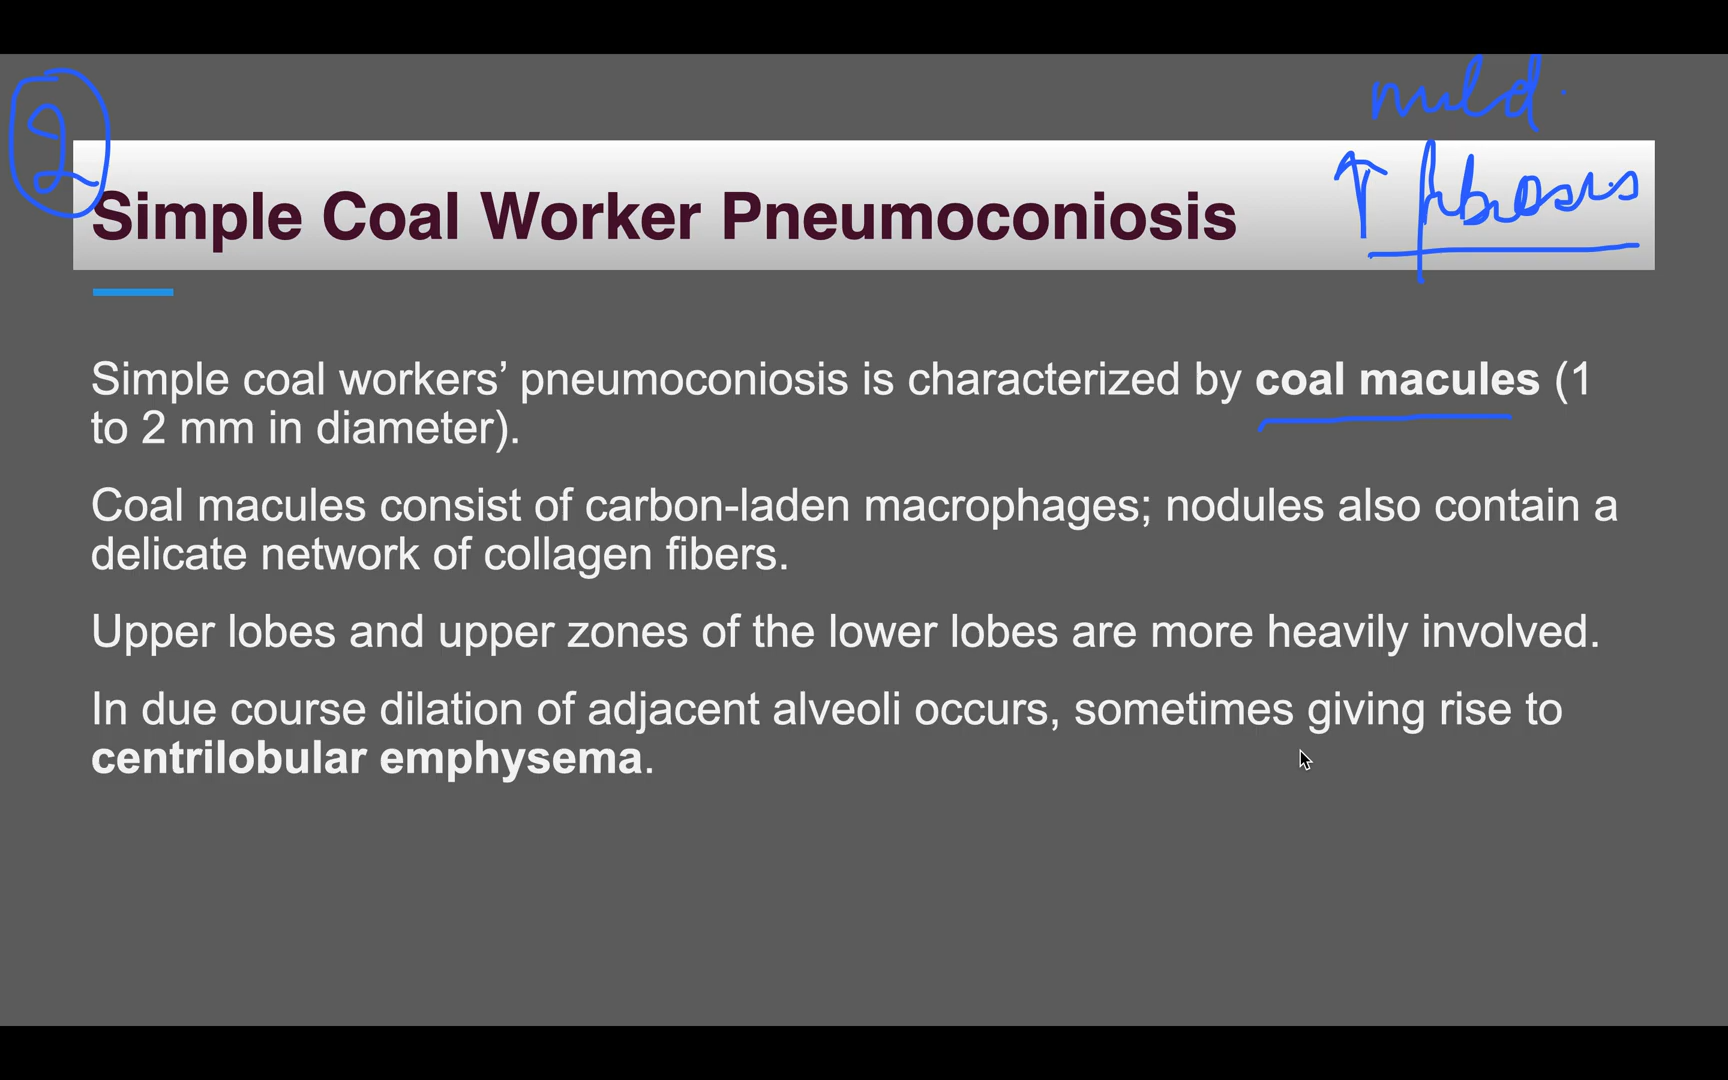 mild.
2
↑ fibrosis
Simple Coal Worker Pneumoconiosis
Simple coal workers’ pneumoconiosis is characterized by coal macules (1
to 2 mm in diameter).
Coal macules consist of carbon-laden macrophages; nodules also contain a
delicate network of collagen fibers.
Upper lobes and upper zones of the lower lobes are more heavily involved.
In due course dilation of adjacent alveoli occurs, sometimes giving rise to
centrilobular emphysema.